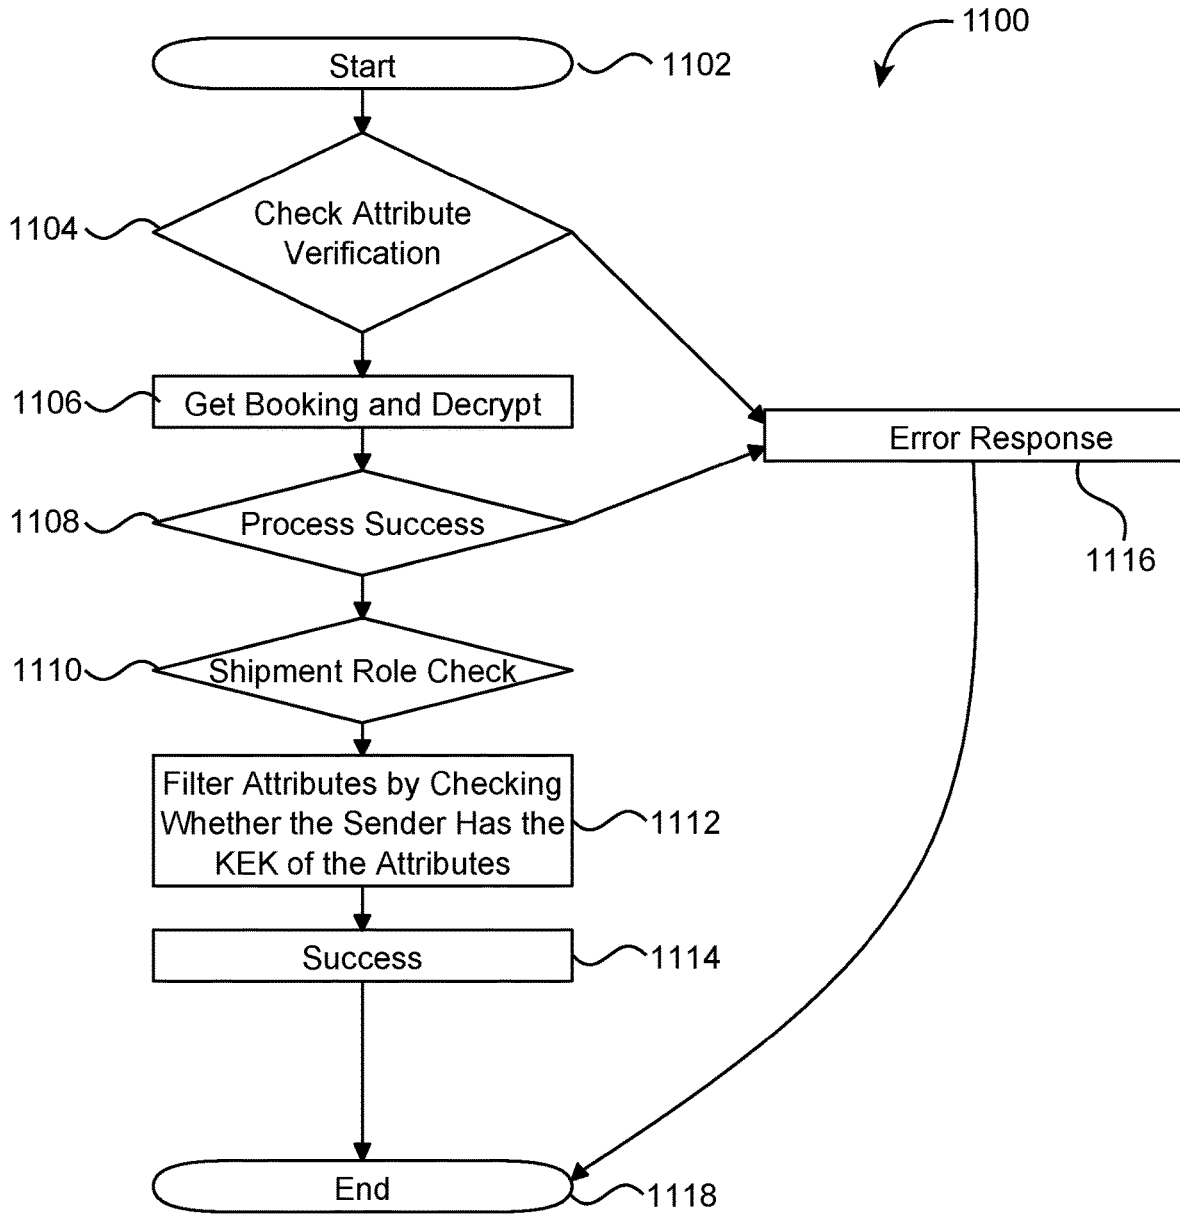 1100
Start
1102
1104
Check Attribute
Verification
1106
Get Booking and Decrypt
Error Response
1116
1108
Process Success
1110
Shipment Role Check
Filter Attributes by Checking
Whether the Sender Has the
KEK of the Attributes
1112
Success
1114
End
1118